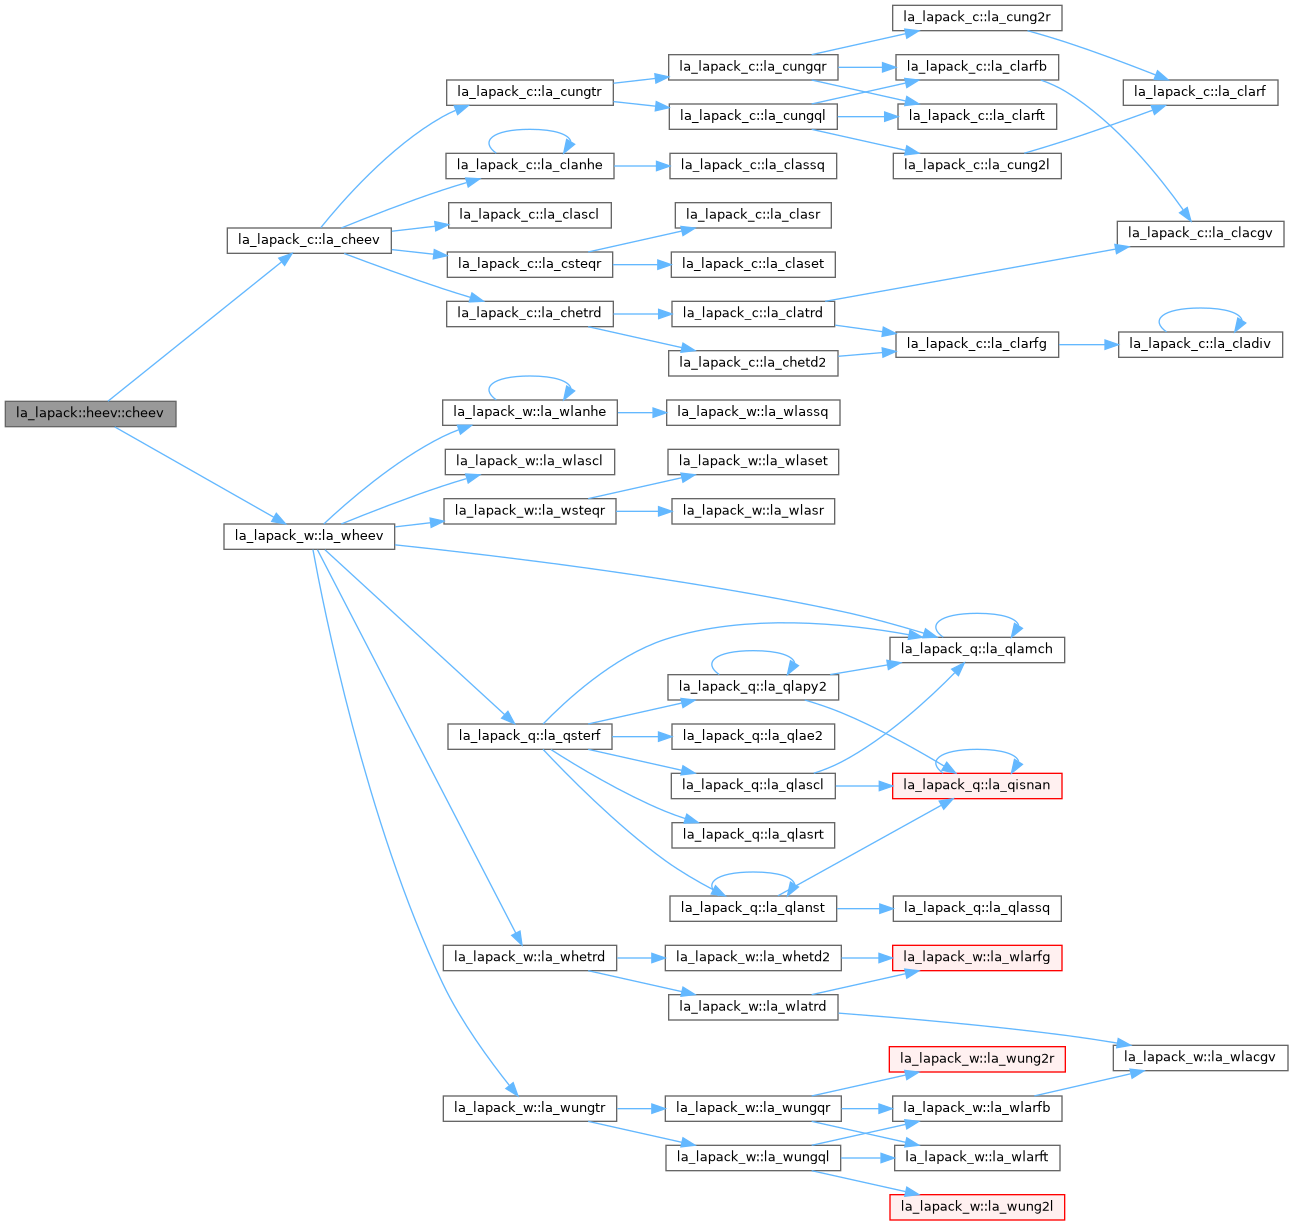 la_lapack_c::la_cung2r
la_lapack_c::la_cungqr
la_lapack_c::la_clarfb
la_lapack_c::la_cungtr
la_lapack_c::la_clarf
la_lapack_c::la_cungql
la_lapack_c::la_clarft
la_lapack_c::la_clanhe
la_lapack_c::la_classq
la_lapack_c::la_cung2l
la_lapack_c::la_clascl
la_lapack_c::la_clasr
la_lapack_c::la_cheev
la_lapack_c::la_clacgv
la_lapack_c::la_csteqr
la_lapack_c::la_claset
la_lapack_c::la_chetrd
la_lapack_c::la_clatrd
la_lapack_c::la_clarfg
la_lapack_c::la_cladiv
la_lapack_c::la_chetd2
la_lapack::heev::cheev
la_lapack_w::la_wlanhe
la_lapack_w::la_wlassq
la_lapack_w::la_wlascl
la_lapack_w::la_wlaset
la_lapack_w::la_wsteqr
la_lapack_w::la_wlasr
la_lapack_w::la_wheev
la_lapack_q::la_qlamch
la_lapack_q::la_qlapy2
la_lapack_q::la_qsterf
la_lapack_q::la_qlae2
la_lapack_q::la_qlascl
la_lapack_q::la_qisnan
la_lapack_q::la_qlasrt
la_lapack_q::la_qlanst
la_lapack_q::la_qlassq
la_lapack_w::la_whetrd
la_lapack_w::la_whetd2
la_lapack_w::la_wlarfg
la_lapack_w::la_wlatrd
la_lapack_w::la_wung2r
la_lapack_w::la_wlacgv
la_lapack_w::la_wungtr
la_lapack_w::la_wungqr
la_lapack_w::la_wlarfb
la_lapack_w::la_wungql
la_lapack_w::la_wlarft
la_lapack_w::la_wung2l